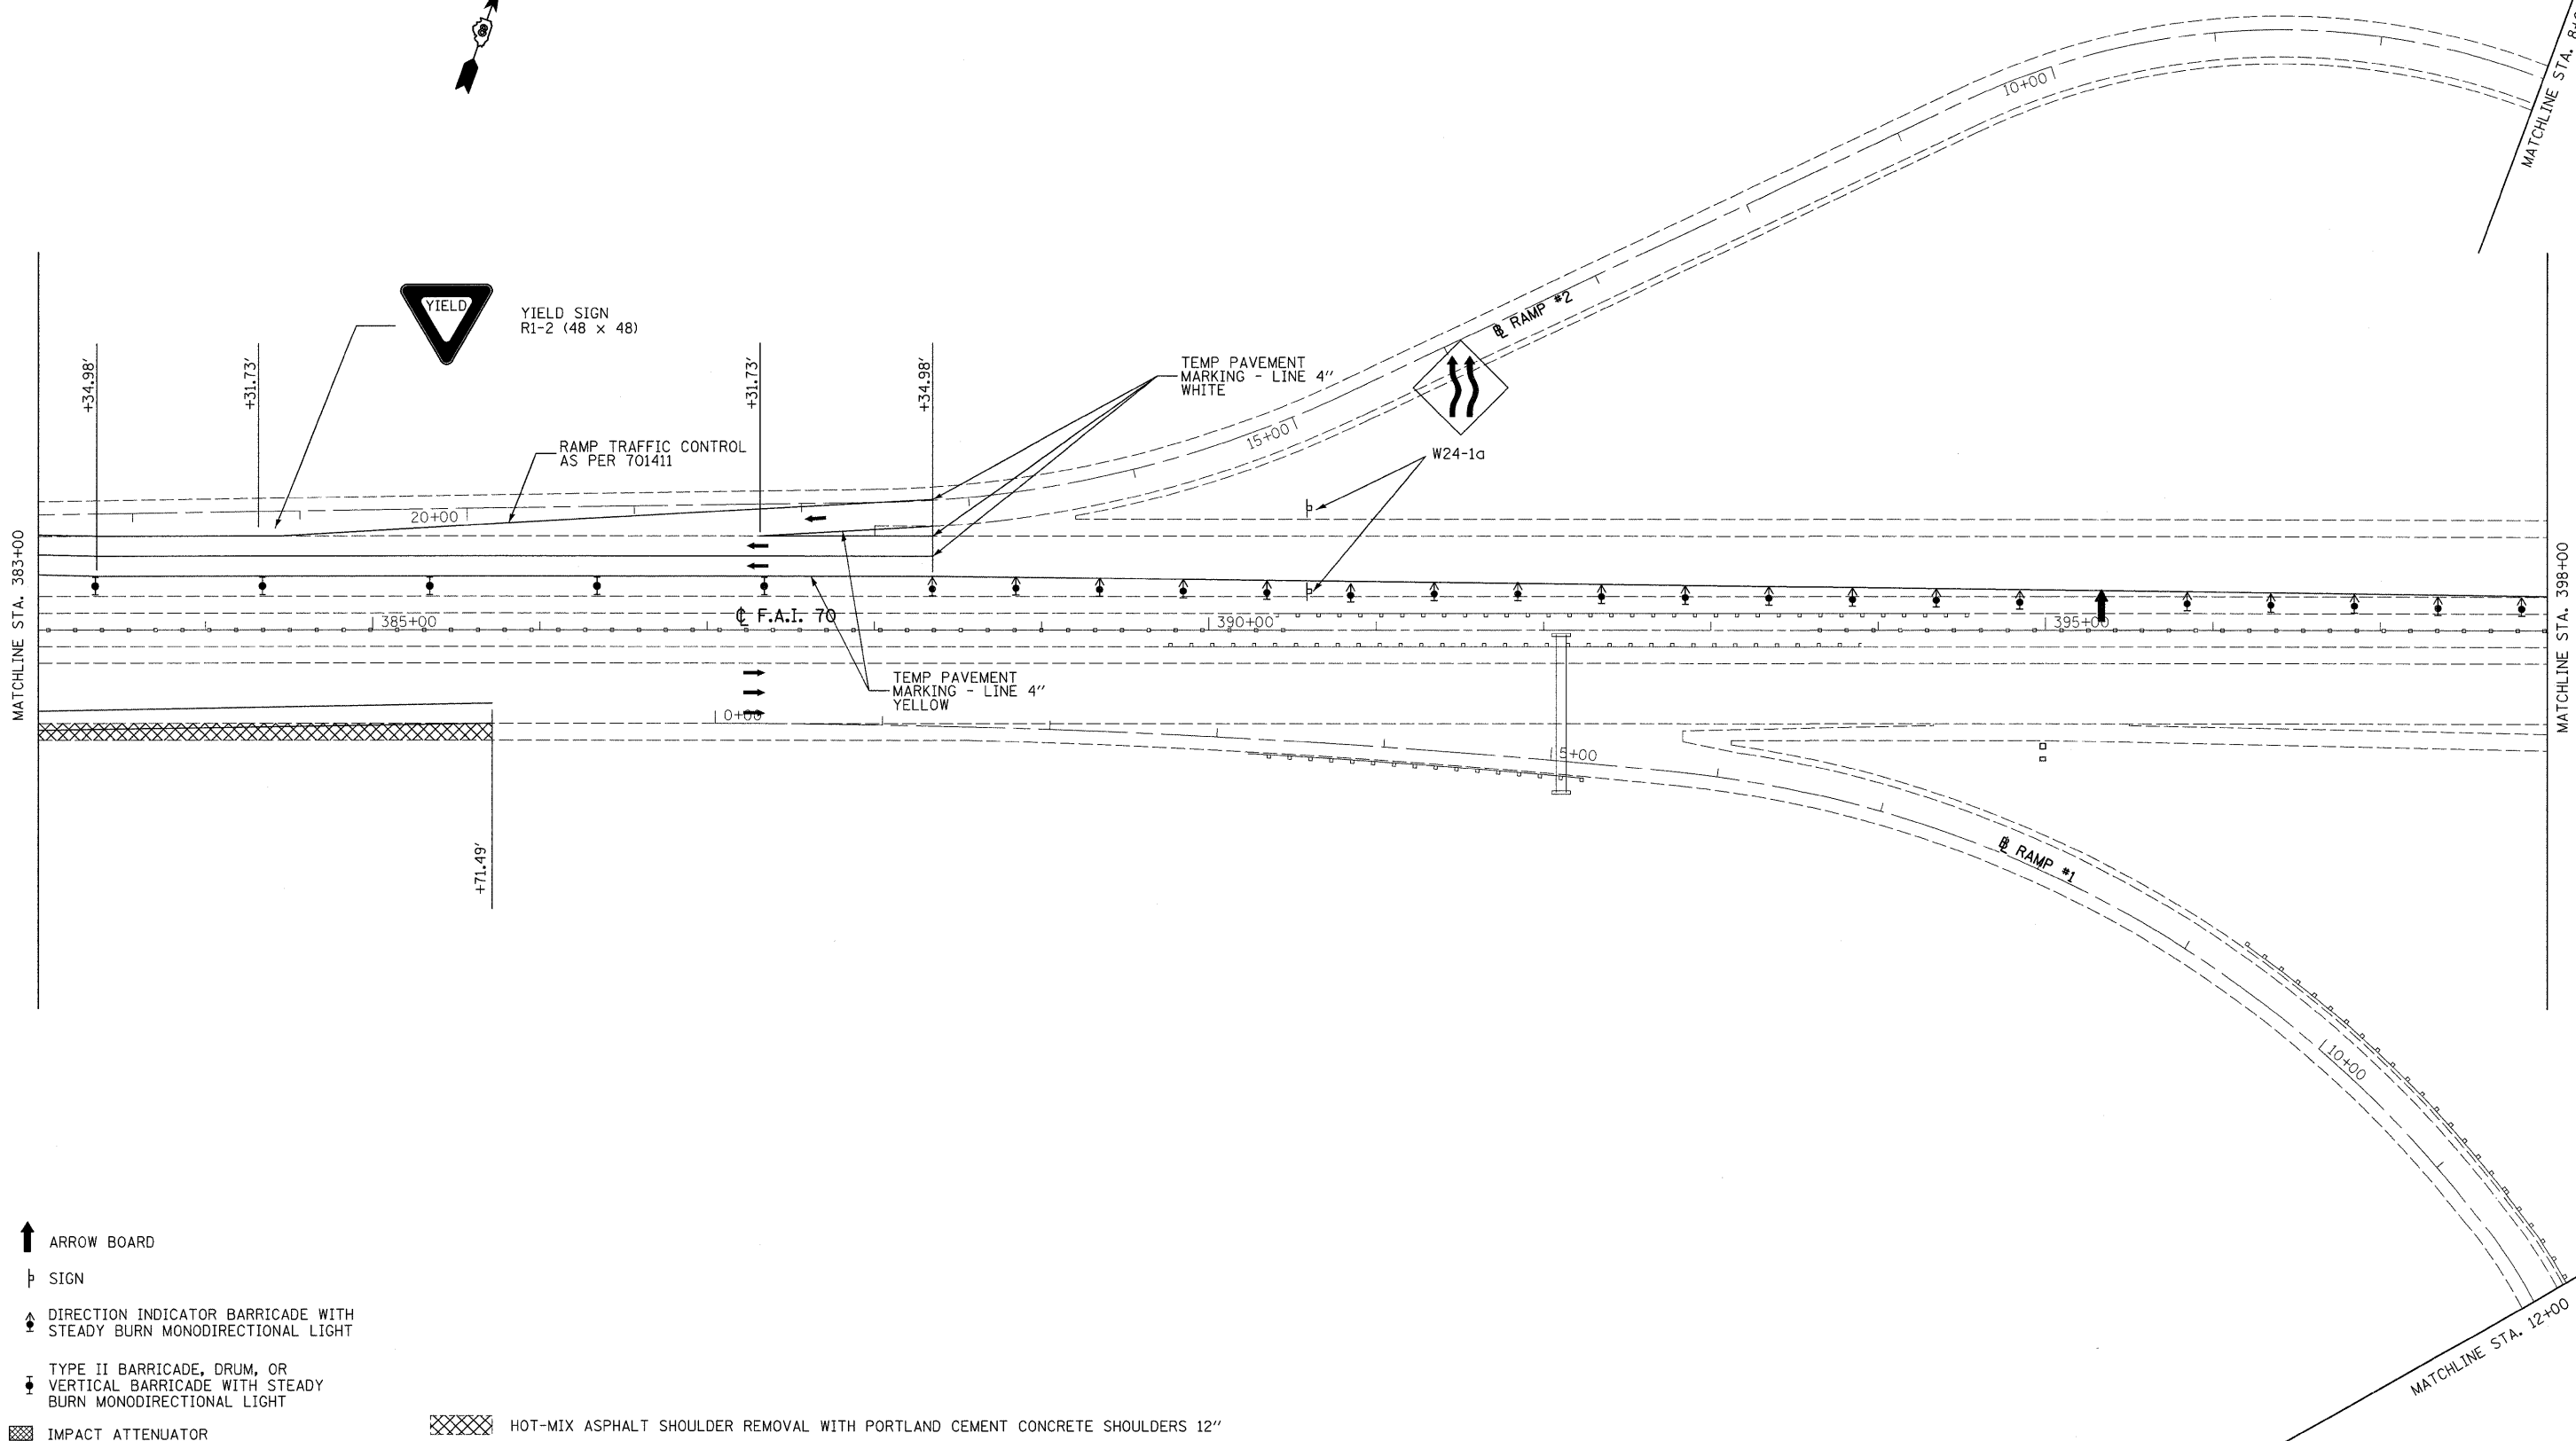 MATCHLINE STA.
10+00
℄ RAMP #2
YIELD
YIELD SIGN
R1-2 (48 x 48)
+34.98'
+31.73'
+31.73'
+34.98'
TEMP PAVEMENT
MARKING - LINE 4"
WHITE
15+00
W24-1a
RAMP TRAFFIC CONTROL
AS PER 701411
20+00
MATCHLINE STA. 383+00
MATCHLINE STA. 398+00
385+00
℄ F.A.I. 70
390+00
395+00
TEMP PAVEMENT
MARKING - LINE 4"
YELLOW
0+00
5+00
+71.49'
℄ RAMP #1
10+00
MATCHLINE STA. 12+00
ARROW BOARD
SIGN
DIRECTION INDICATOR BARRICADE WITH
STEADY BURN MONODIRECTIONAL LIGHT
TYPE II BARRICADE, DRUM, OR
VERTICAL BARRICADE WITH STEADY
BURN MONODIRECTIONAL LIGHT
IMPACT ATTENUATOR
HOT-MIX ASPHALT SHOULDER REMOVAL WITH PORTLAND CEMENT CONCRETE SHOULDERS 12"